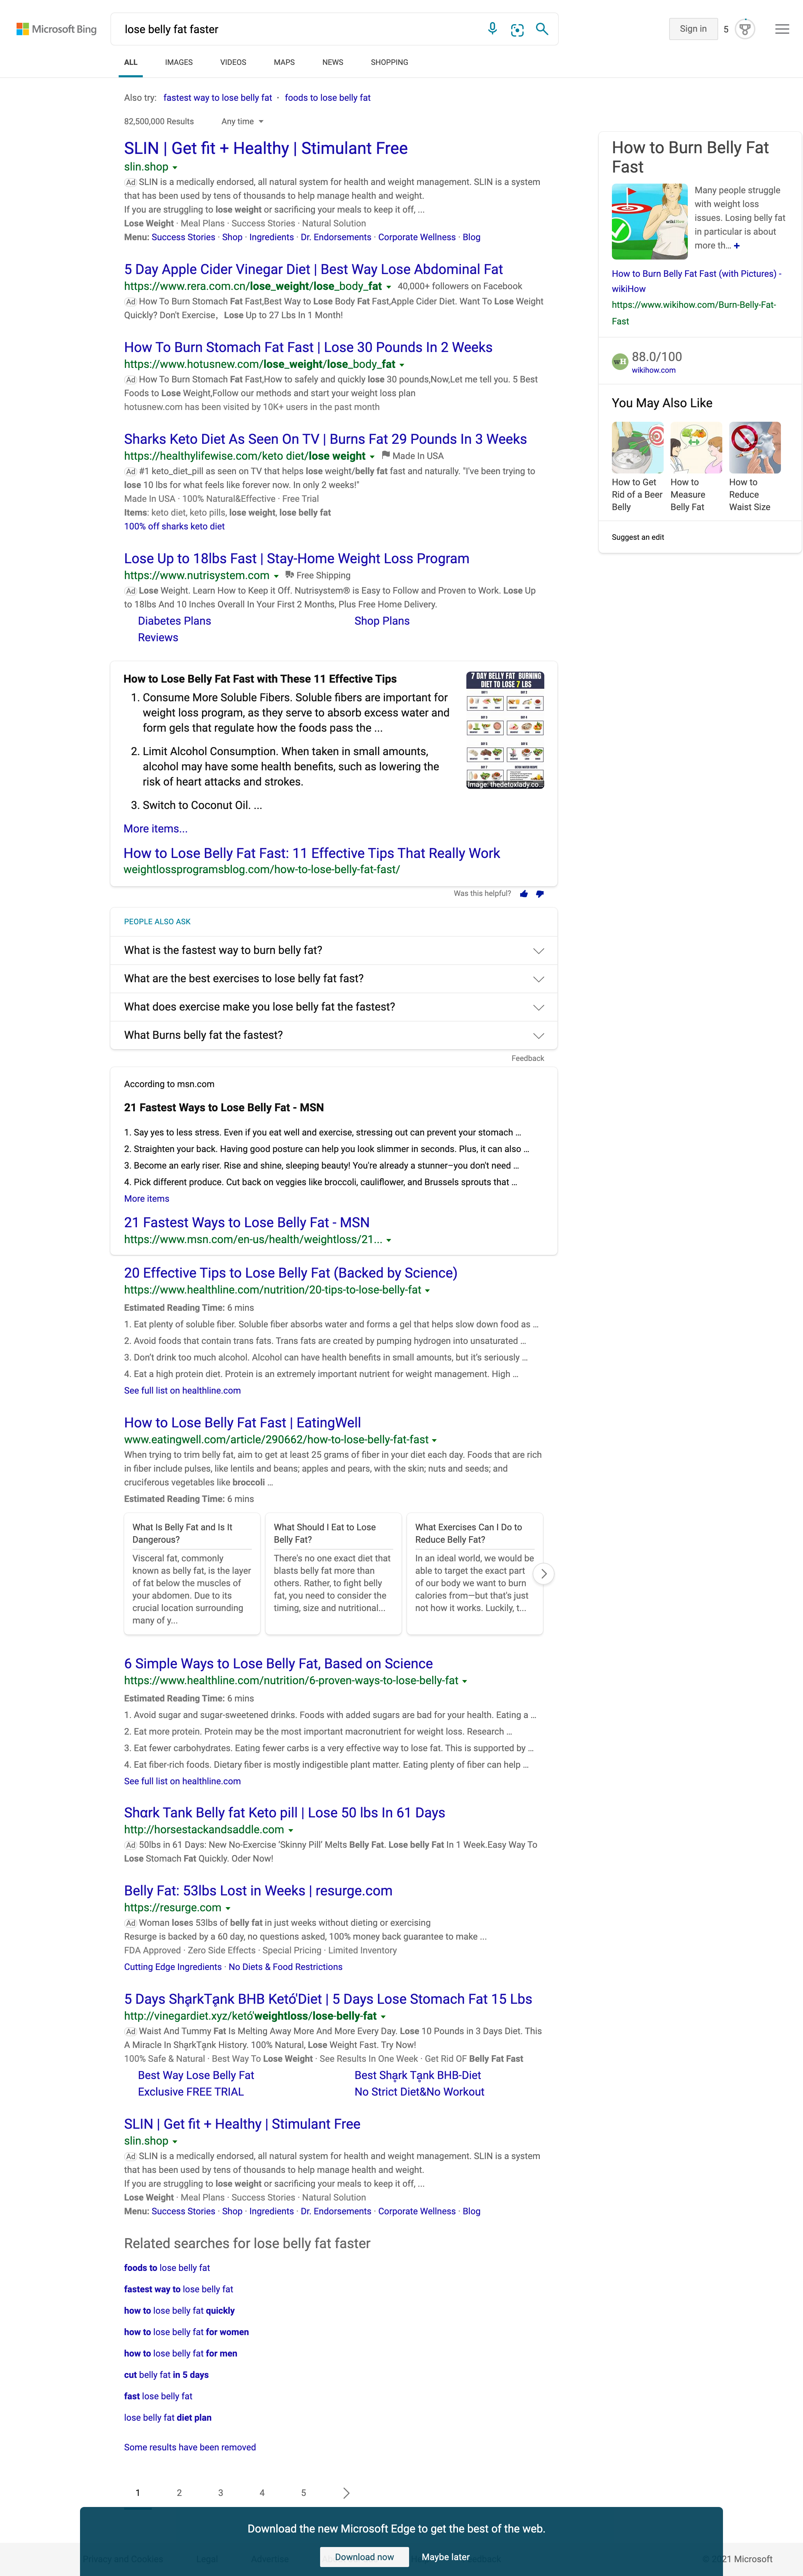 Microsoft Bing
lose belly fat faster
Sign in
5
ALL
IMAGES
VIDEOS
MAPS
NEWS
SHOPPING
Also try: fastest way to lose belly fat · foods to lose belly fat
82,500,000 Results Any time
SLIN | Get fit + Healthy | Stimulant Free
slin.shop
Ad SLIN is a medically endorsed, all natural system for health and weight management. SLIN is a system
that has been used by tens of thousands to help manage health and weight.
If you are struggling to lose weight or sacrificing your meals to keep it off, ...
Lose Weight · Meal Plans · Success Stories · Natural Solution
Menu: Success Stories · Shop · Ingredients · Dr. Endorsements · Corporate Wellness · Blog
5 Day Apple Cider Vinegar Diet | Best Way Lose Abdominal Fat
https://www.rera.com.cn/lose_weight/lose_body_fat 40,000+ followers on Facebook
Ad How To Burn Stomach Fat Fast,Best Way to Lose Body Fat Fast,Apple Cider Diet. Want To Lose Weight
Quickly? Don't Exercise，Lose Up to 27 Lbs In 1 Month!
How To Burn Stomach Fat Fast | Lose 30 Pounds In 2 Weeks
https://www.hotusnew.com/lose_weight/lose_body_fat
Ad How To Burn Stomach Fat Fast,How to safely and quickly lose 30 pounds,Now,Let me tell you. 5 Best
Foods to Lose Weight,Follow our methods and start your weight loss plan
hotusnew.com has been visited by 10K+ users in the past month
Sharks Keto Diet As Seen On TV | Burns Fat 29 Pounds In 3 Weeks
https://healthylifewise.com/keto diet/lose weight Made In USA
Ad #1 keto_diet_pill as seen on TV that helps lose weight/belly fat fast and naturally. "I've been trying to
lose 10 lbs for what feels like forever now. In only 2 weeks!"
Made In USA · 100% Natural&Effective · Free Trial
Items: keto diet, keto pills, lose weight, lose belly fat
100% off sharks keto diet
Lose Up to 18lbs Fast | Stay-Home Weight Loss Program
https://www.nutrisystem.com Free Shipping
Ad Lose Weight. Learn How to Keep it Off. Nutrisystem® is Easy to Follow and Proven to Work. Lose Up
to 18lbs And 10 Inches Overall In Your First 2 Months, Plus Free Home Delivery.
Diabetes Plans
Shop Plans
Reviews
How to Lose Belly Fat Fast with These 11 Effective Tips
1. Consume More Soluble Fibers. Soluble fibers are important for
weight loss program, as they serve to absorb excess water and
form gels that regulate how the foods pass the ...
2. Limit Alcohol Consumption. When taken in small amounts,
alcohol may have some health benefits, such as lowering the
risk of heart attacks and strokes.
3. Switch to Coconut Oil. ...
More items...
7 DAY BELLY FAT BURNING
DIET TO LOSE 7 LBS
Image: thedetoxlady.co...
How to Lose Belly Fat Fast: 11 Effective Tips That Really Work
weightlossprogramsblog.com/how-to-lose-belly-fat-fast/
Was this helpful?
PEOPLE ALSO ASK
What is the fastest way to burn belly fat?
What are the best exercises to lose belly fat fast?
What does exercise make you lose belly fat the fastest?
What Burns belly fat the fastest?
Feedback
According to msn.com
21 Fastest Ways to Lose Belly Fat - MSN
1. Say yes to less stress. Even if you eat well and exercise, stressing out can prevent your stomach ...
2. Straighten your back. Having good posture can help you look slimmer in seconds. Plus, it can also ...
3. Become an early riser. Rise and shine, sleeping beauty! You're already a stunner–you don't need ...
4. Pick different produce. Cut back on veggies like broccoli, cauliflower, and Brussels sprouts that ...
More items
21 Fastest Ways to Lose Belly Fat - MSN
https://www.msn.com/en-us/health/weightloss/21...
20 Effective Tips to Lose Belly Fat (Backed by Science)
https://www.healthline.com/nutrition/20-tips-to-lose-belly-fat
Estimated Reading Time: 6 mins
1. Eat plenty of soluble fiber. Soluble fiber absorbs water and forms a gel that helps slow down food as ...
2. Avoid foods that contain trans fats. Trans fats are created by pumping hydrogen into unsaturated ...
3. Don't drink too much alcohol. Alcohol can have health benefits in small amounts, but it's seriously ...
4. Eat a high protein diet. Protein is an extremely important nutrient for weight management. High ...
See full list on healthline.com
How to Lose Belly Fat Fast | EatingWell
www.eatingwell.com/article/290662/how-to-lose-belly-fat-fast
When trying to trim belly fat, aim to get at least 25 grams of fiber in your diet each day. Foods that are rich
in fiber include pulses, like lentils and beans; apples and pears, with the skin; nuts and seeds; and
cruciferous vegetables like broccoli ...
Estimated Reading Time: 6 mins
What Is Belly Fat and Is It
Dangerous?
Visceral fat, commonly
known as belly fat, is the layer
of fat below the muscles of
your abdomen. Due to its
crucial location surrounding
many of y...
What Should I Eat to Lose
Belly Fat?
There's no one exact diet that
blasts belly fat more than
others. Rather, to fight belly
fat, you need to consider the
timing, size and nutritional...
What Exercises Can I Do to
Reduce Belly Fat?
In an ideal world, we would be
able to target the exact part
of our body we want to burn
calories from—but that's just
not how it works. Luckily, t...
6 Simple Ways to Lose Belly Fat, Based on Science
https://www.healthline.com/nutrition/6-proven-ways-to-lose-belly-fat
Estimated Reading Time: 6 mins
1. Avoid sugar and sugar-sweetened drinks. Foods with added sugars are bad for your health. Eating a ...
2. Eat more protein. Protein may be the most important macronutrient for weight loss. Research ...
3. Eat fewer carbohydrates. Eating fewer carbs is a very effective way to lose fat. This is supported by ...
4. Eat fiber-rich foods. Dietary fiber is mostly indigestible plant matter. Eating plenty of fiber can help ...
See full list on healthline.com
Shɑrk Tank Belly fat Keto pill | Lose 50 lbs In 61 Days
http://horsestackandsaddle.com
Ad 50lbs in 61 Days: New No-Exercise 'Skinny Pill' Melts Belly Fat. Lose belly Fat In 1 Week.Easy Way To
Lose Stomach Fat Quickly. Oder Now!
Belly Fat: 53lbs Lost in Weeks | resurge.com
https://resurge.com
Ad Woman loses 53lbs of belly fat in just weeks without dieting or exercising
Resurge is backed by a 60 day, no questions asked, 100% money back guarantee to make ...
FDA Approved · Zero Side Effects · Special Pricing · Limited Inventory
Cutting Edge Ingredients · No Diets & Food Restrictions
5 Days ShḁrkTḁnk BHB Ketó'Diet | 5 Days Lose Stomach Fat 15 Lbs
http://vinegardiet.xyz/ketó'weightloss/lose-belly-fat
Ad Waist And Tummy Fat Is Melting Away More And More Every Day. Lose 10 Pounds in 3 Days Diet. This
A Miracle In ShḁrkTḁnk History. 100% Natural, Lose Weight Fast. Try Now!
100% Safe & Natural · Best Way To Lose Weight · See Results In One Week · Get Rid OF Belly Fat Fast
Best Way Lose Belly Fat
Best Shḁrk Tḁnk BHB-Diet
Exclusive FREE TRIAL
No Strict Diet&No Workout
SLIN | Get fit + Healthy | Stimulant Free
slin.shop
Ad SLIN is a medically endorsed, all natural system for health and weight management. SLIN is a system
that has been used by tens of thousands to help manage health and weight.
If you are struggling to lose weight or sacrificing your meals to keep it off, ...
Lose Weight · Meal Plans · Success Stories · Natural Solution
Menu: Success Stories · Shop · Ingredients · Dr. Endorsements · Corporate Wellness · Blog
Related searches for lose belly fat faster
foods to lose belly fat
fastest way to lose belly fat
how to lose belly fat quickly
how to lose belly fat for women
how to lose belly fat for men
cut belly fat in 5 days
fast lose belly fat
lose belly fat diet plan
Some results have been removed
1 2 3 4 5
How to Burn Belly Fat
Fast
Many people struggle
with weight loss
issues. Losing belly fat
in particular is about
more th... +
How to Burn Belly Fat Fast (with Pictures) -
wikiHow
https://www.wikihow.com/Burn-Belly-Fat-
Fast
88.0/100
wikihow.com
You May Also Like
How to Get
Rid of a Beer
Belly
How to
Measure
Belly Fat
How to
Reduce
Waist Size
Suggest an edit
Download the new Microsoft Edge to get the best of the web.
Download now
Maybe later
21 Microsoft